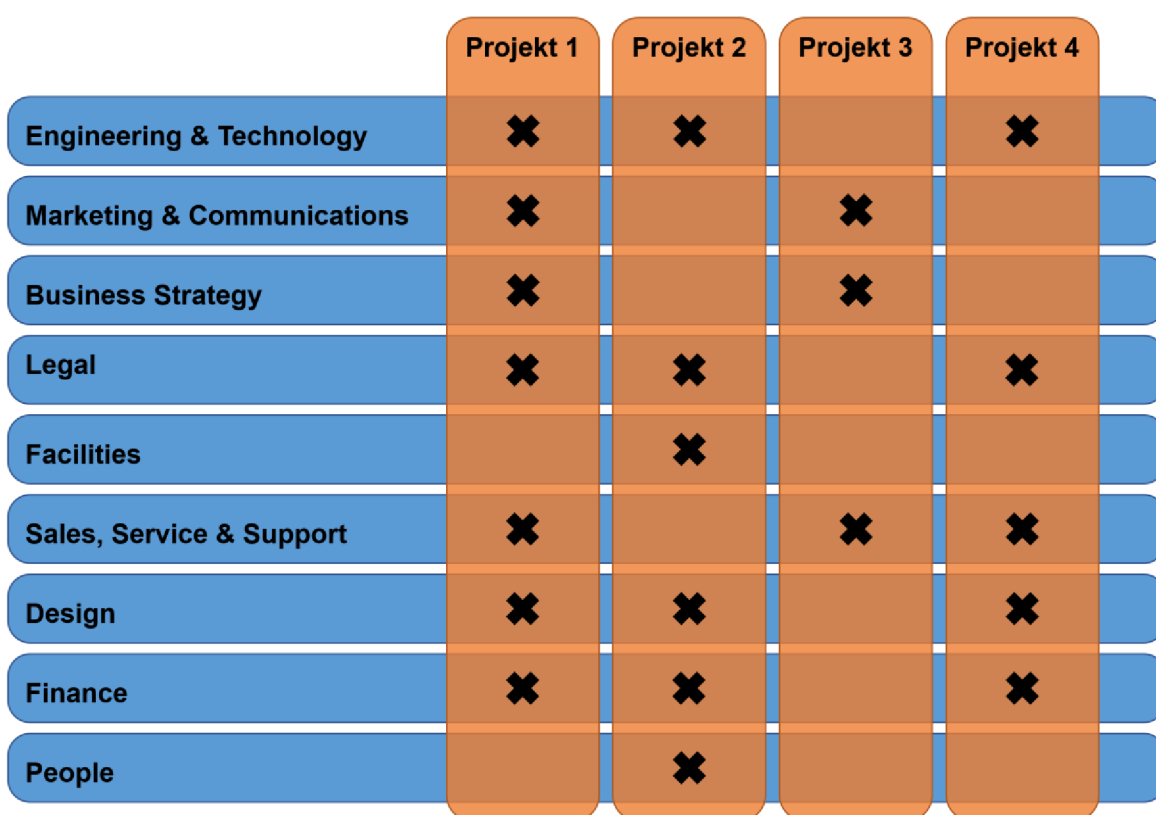 Projekt 1 Projekt 2 Projekt 3 Projekt 4
Engineering & Technology
Marketing & Communications
Business Strategy
Legal
Facilities
Sales, Service & Support
Design
Finance
People